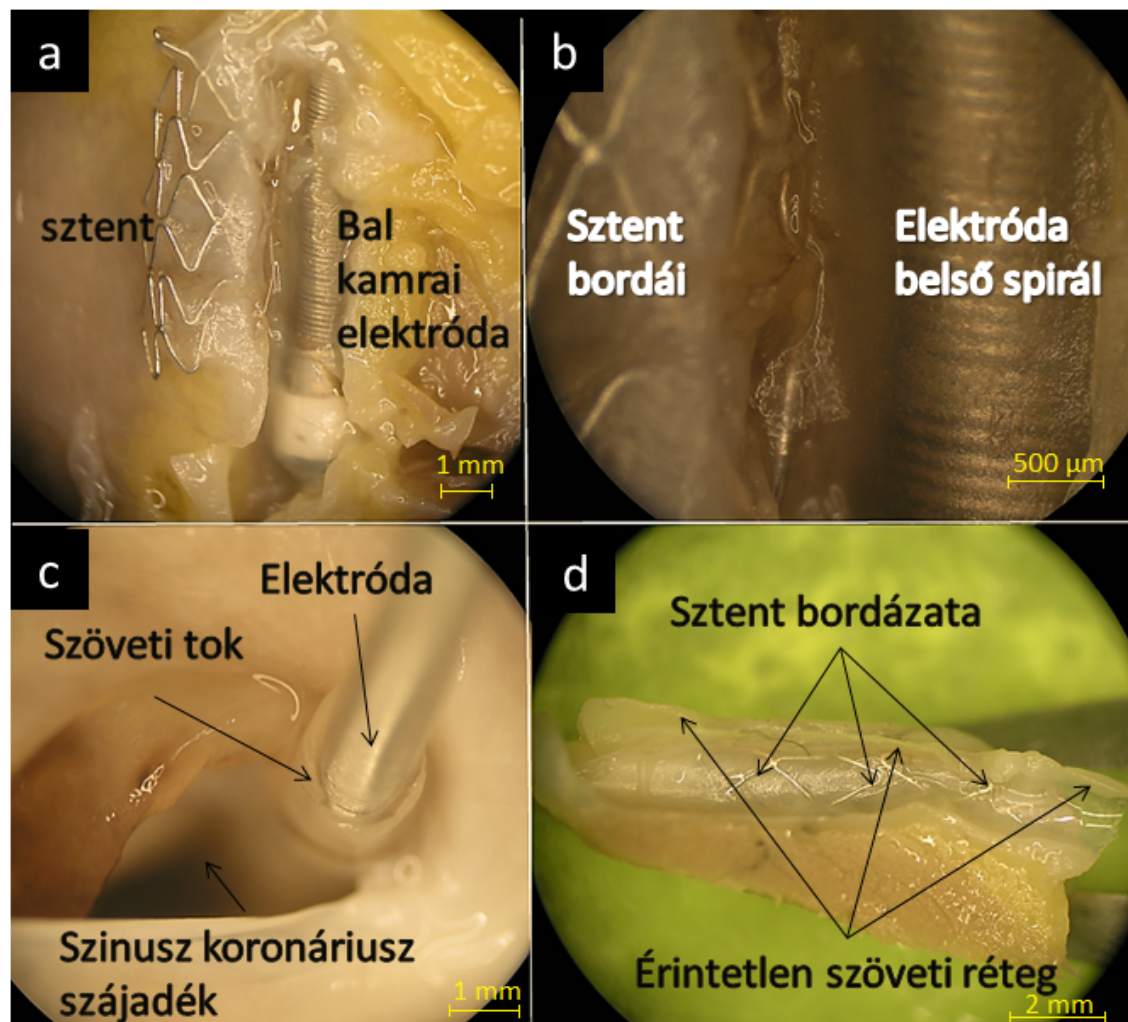 a
sztent
Bal
kamrai
elektróda
1 mm
b
Sztent
bordái
Elektróda
belső spirál
500 µm
c
Elektróda
Szöveti tok
Szinusz koronáriusz
szájadék
1 mm
d
Sztent bordázata
Érintetlen szöveti réteg
2 mm